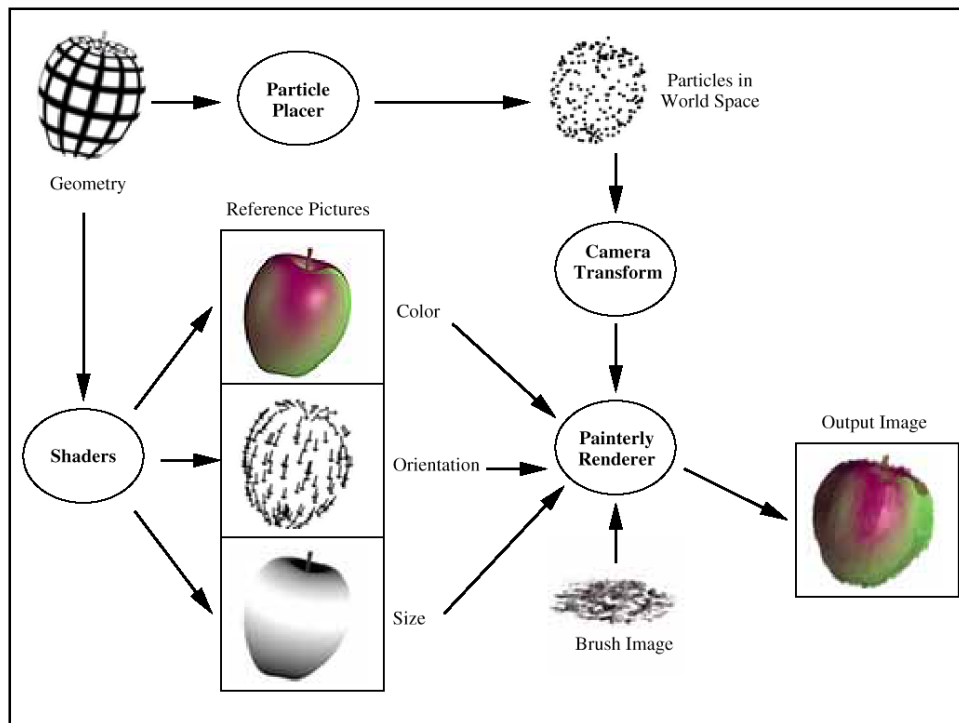 Particle
Placer
Particles in
World Space
Geometry
Reference Pictures
Camera
Transform
Color
Shaders
Orientation
Painterly
Renderer
Output Image
Size
Brush Image